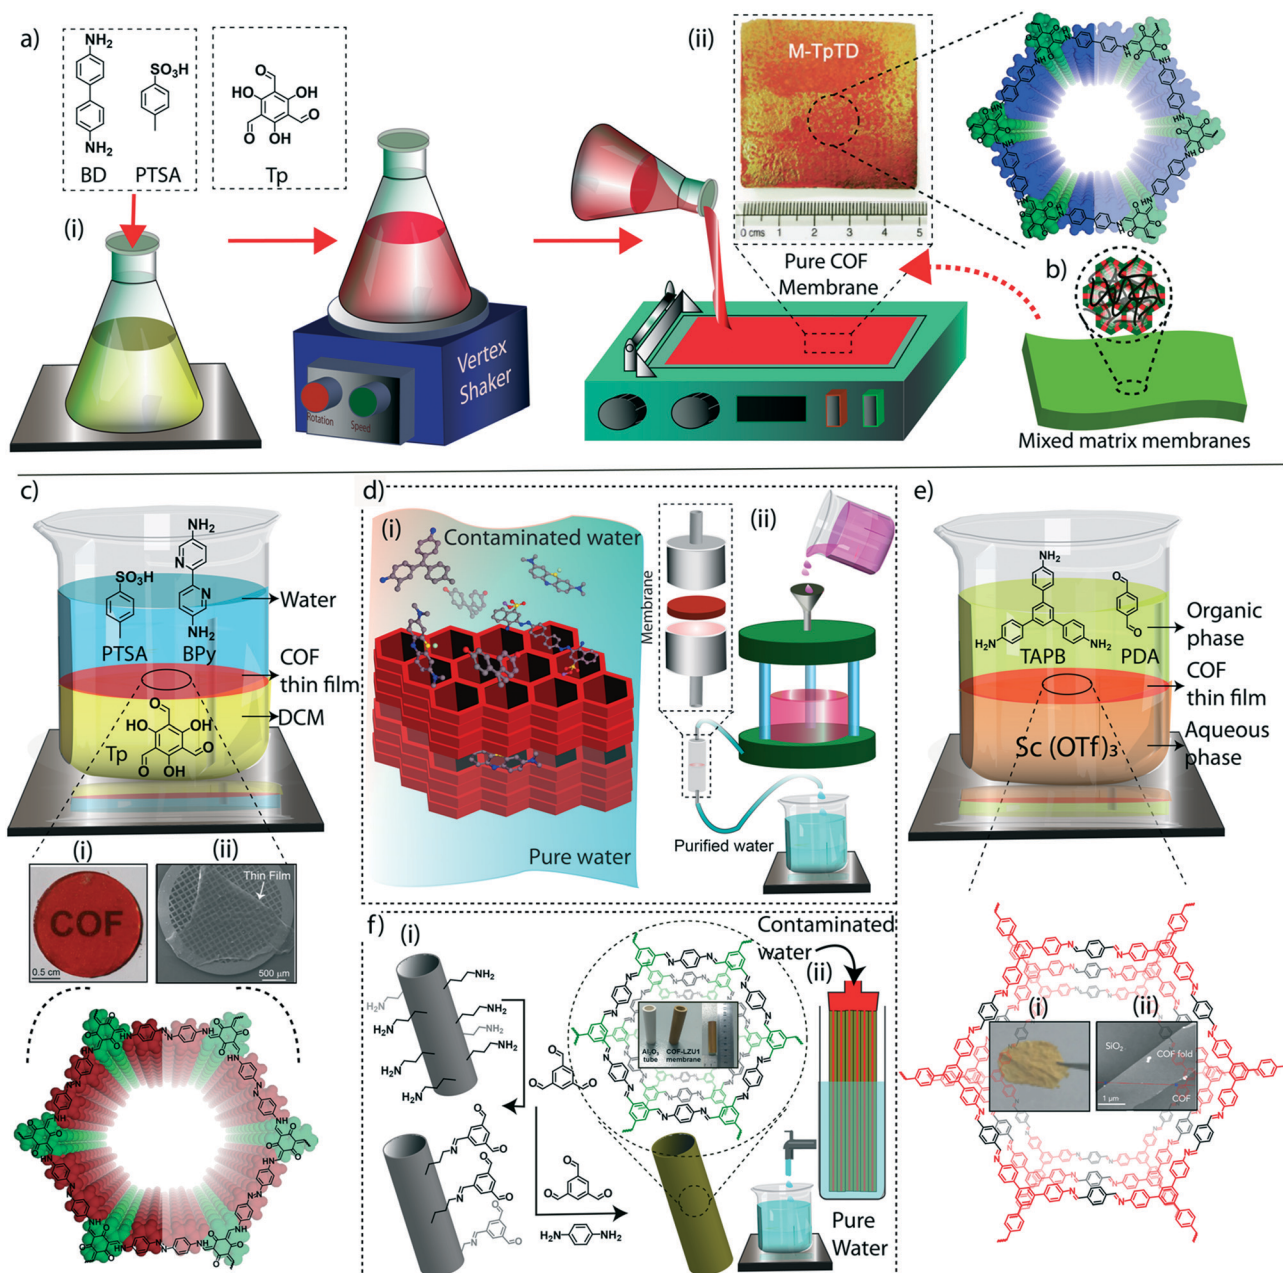 a)
NH₂
NH₂
BD
SO₃H
PTSA
O
HO
OH
O
O
OH
Tp
(i)
Vertex
Shaker
Rotation
Speed
(ii)
M-TpTD
0 cms 1 2 3 4 5
Pure COF
Membrane
b)
Mixed matrix membranes
c)
SO₃H
PTSA
NH₂
N
N
NH₂
BPy
Water
COF
thin film
DCM
O
HO
OH
O
OH
O
Tp
(i)
COF
0.5 cm
(ii)
Thin Film
500 µm
d)
(i)
Contaminated water
Pure water
(ii)
Membrane
Purified water
e)
NH₂
H₂N
NH₂
TAPB
O
O
PDA
Organic
phase
COF
thin film
Sc (OTf)₃
Aqueous
phase
(i)
(ii)
SiO₂
COF fold
COF
1 µm
f)
(i)
NH₂
H₂N
NH₂
H₂N
NH₂
H₂N
NH₂
H₂N
O
O
O
O
O
O
H₂N
NH₂
Al₂O₃
tube
COF-LZU1
membrane
Contaminated
water
(ii)
Pure
Water